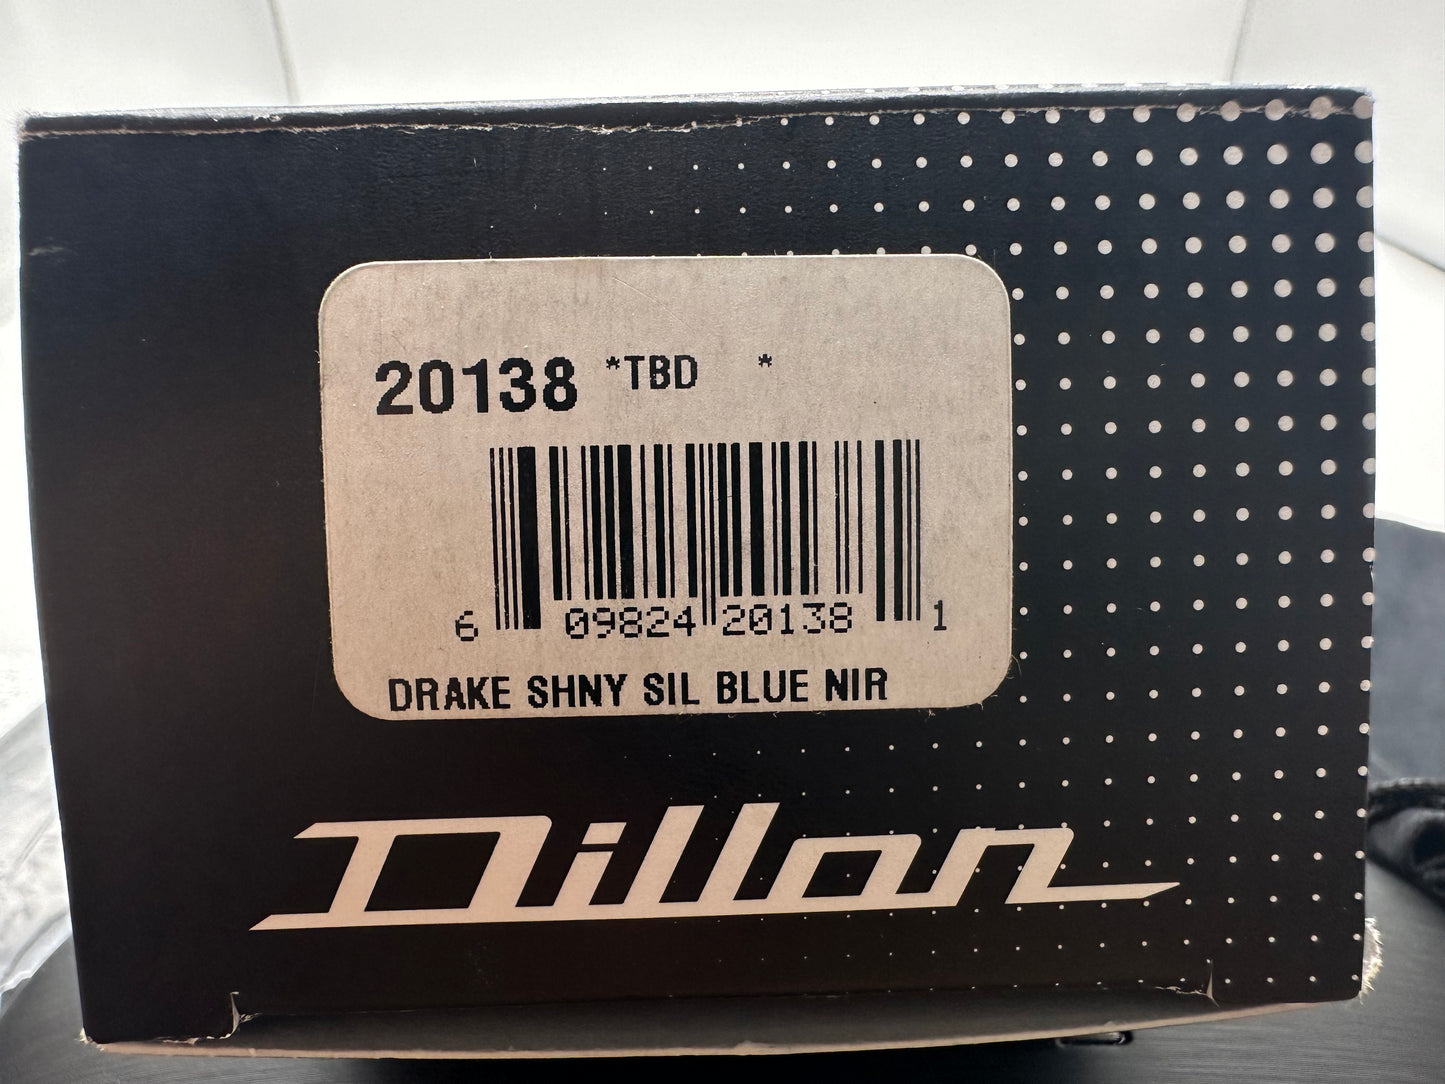 20138 *TBD *
6 09824 20138 1
DRAKE SHNY SIL BLUE NIR
Dillon